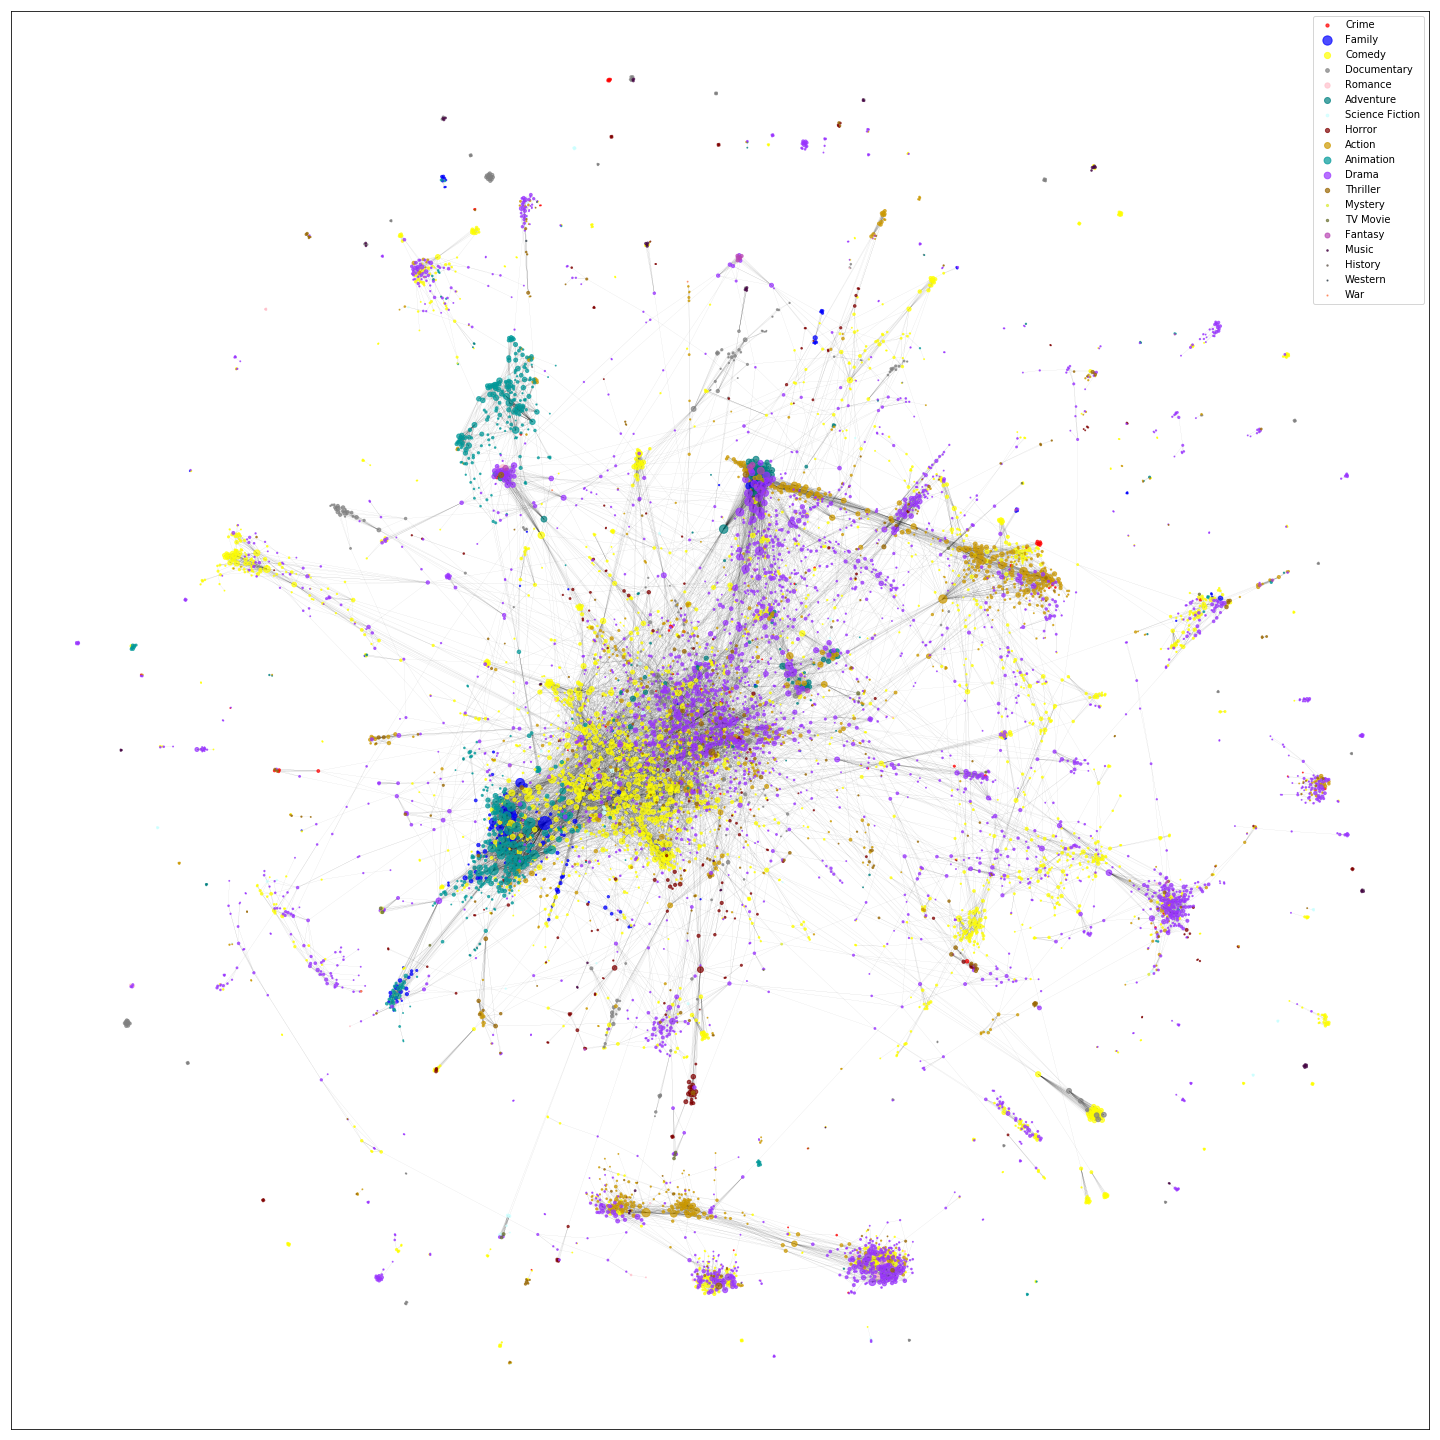 Crime
Family
Comedy
Documentary
Romance
Adventure
Science Fiction
Horror
Action
Animation
Drama
Thriller
Mystery
TV Movie
Fantasy
Music
History
Western
War